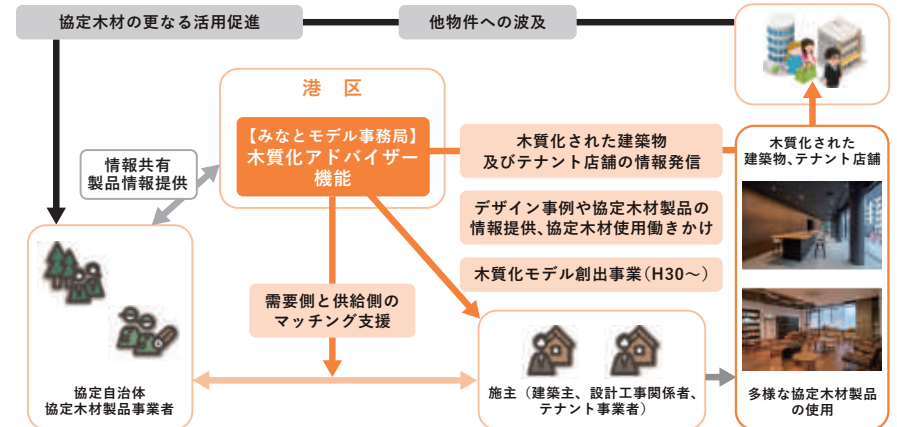 協定木材の更なる活用促進
他物件への波及
港 区
【みなとモデル事務局】
木質化アドバイザー
機能
情報共有
製品情報提供
木質化された建築物
及びテナント店舗の情報発信
デザイン事例や協定木材製品の
情報提供、協定木材使用働きかけ
木質化モデル創出事業(H30～)
需要側と供給側の
マッチング支援
協定自治体
協定木材製品事業者
施主（建築主、設計工事関係者、
テナント事業者）
木質化された
建築物、テナント店舗
多様な協定木材製品
の使用